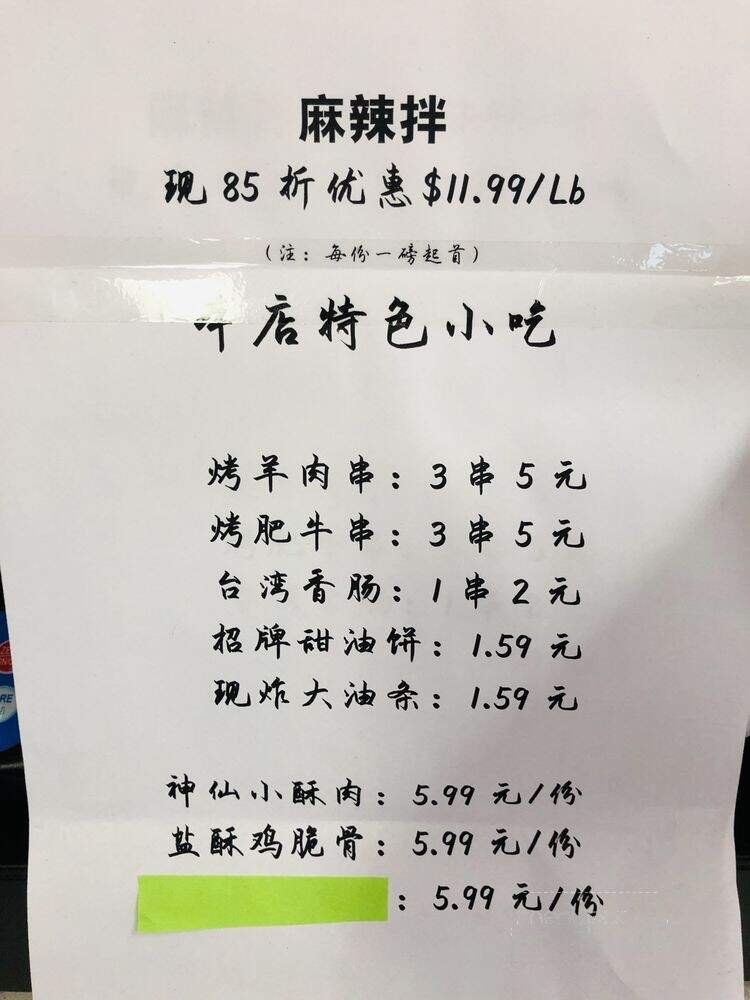 麻辣拌
现 85 折优惠 $11.99/Lb
(注: 每份一磅起首)
店特色小吃
烤羊肉串: 3 串 5 元
烤肥牛串: 3 串 5 元
台湾香肠: 1 串 2 元
招牌甜油饼: 1.59 元
现炸大油条: 1.59 元
神仙小酥肉: 5.99 元/份
盐酥鸡脆骨: 5.99 元/份
: 5.99 元/份